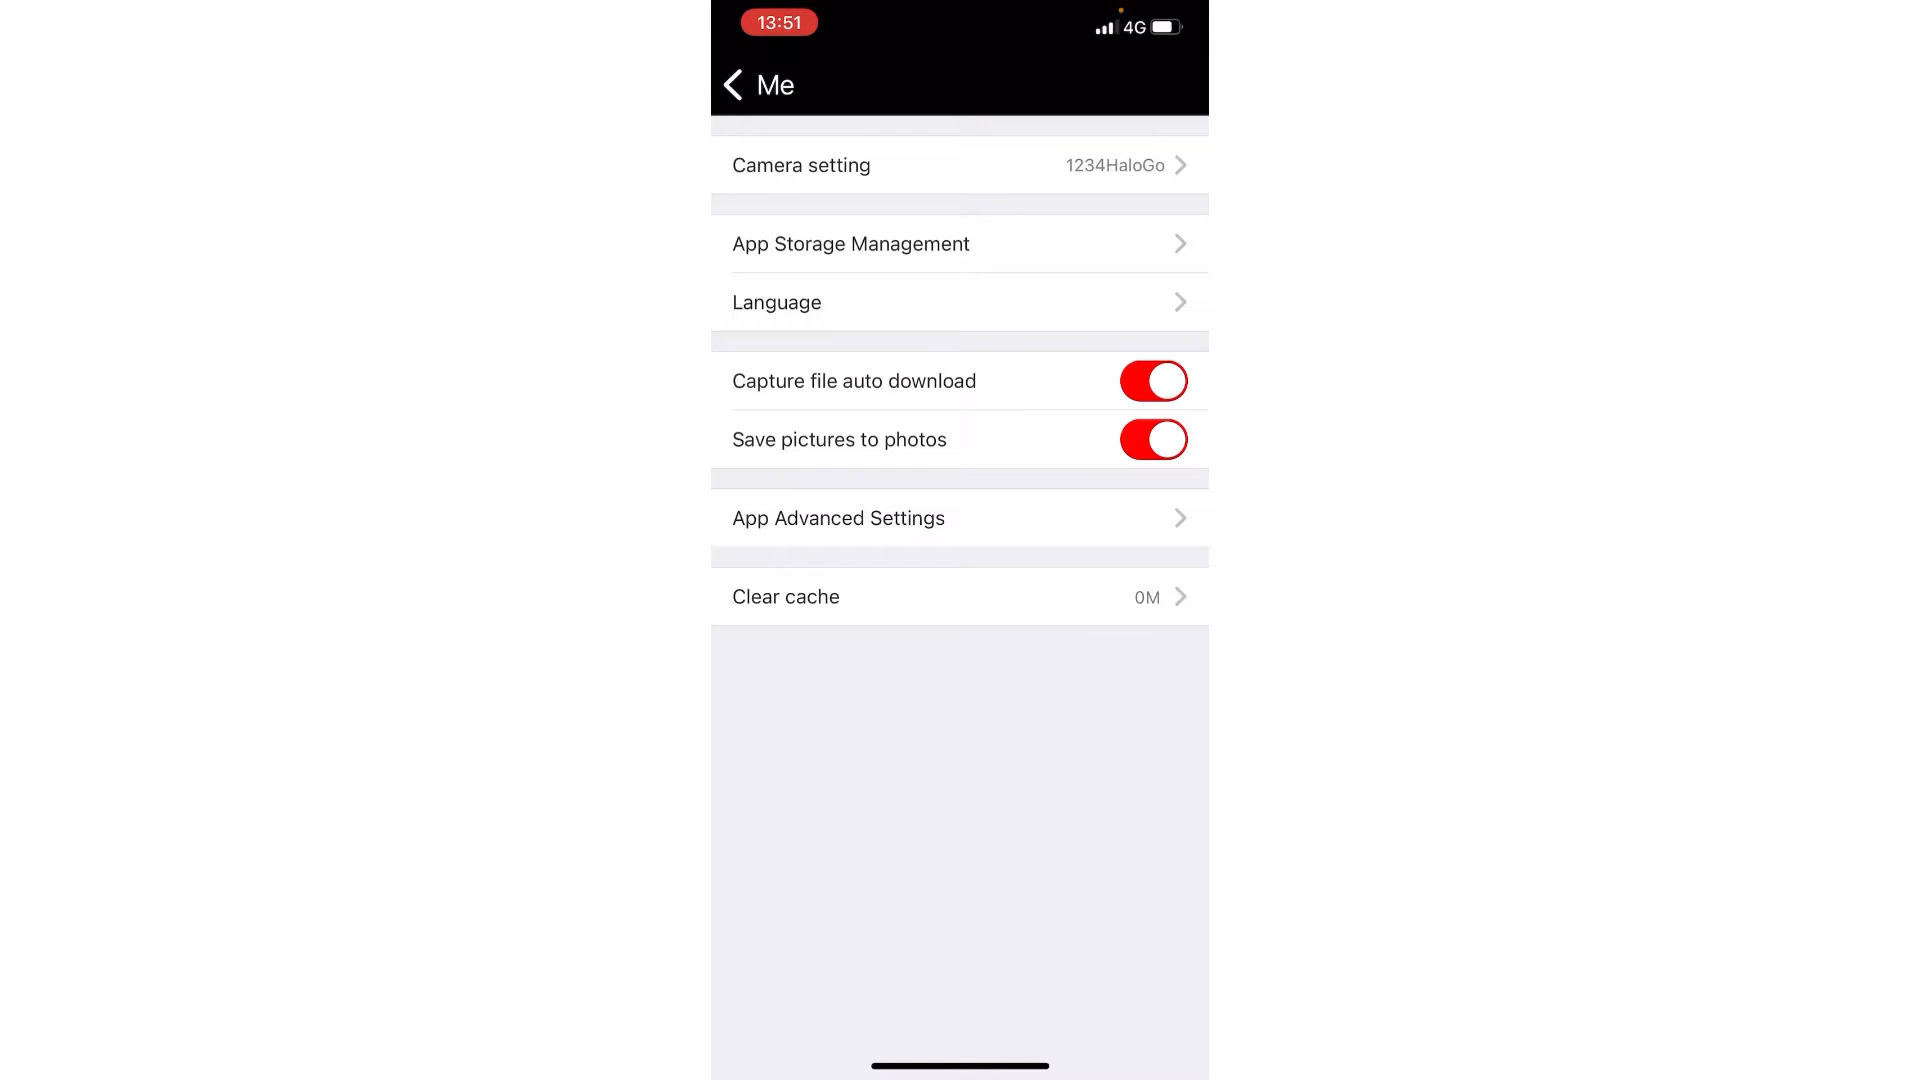 13:51
4G
Me
Camera setting 1234HaloGo
App Storage Management
Language
Capture file auto download
Save pictures to photos
App Advanced Settings
Clear cache 0M